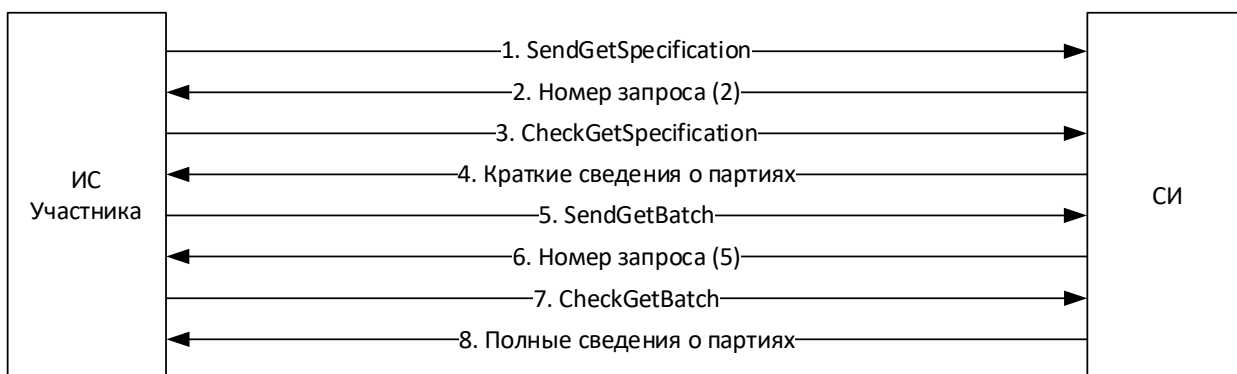 1. SendGetSpecification
2. Номер запроса (2)
3. CheckGetSpecification
4. Краткие сведения о партиях
ИС
Участника
СИ
5. SendGetBatch
6. Номер запроса (5)
7. CheckGetBatch
8. Полные сведения о партиях